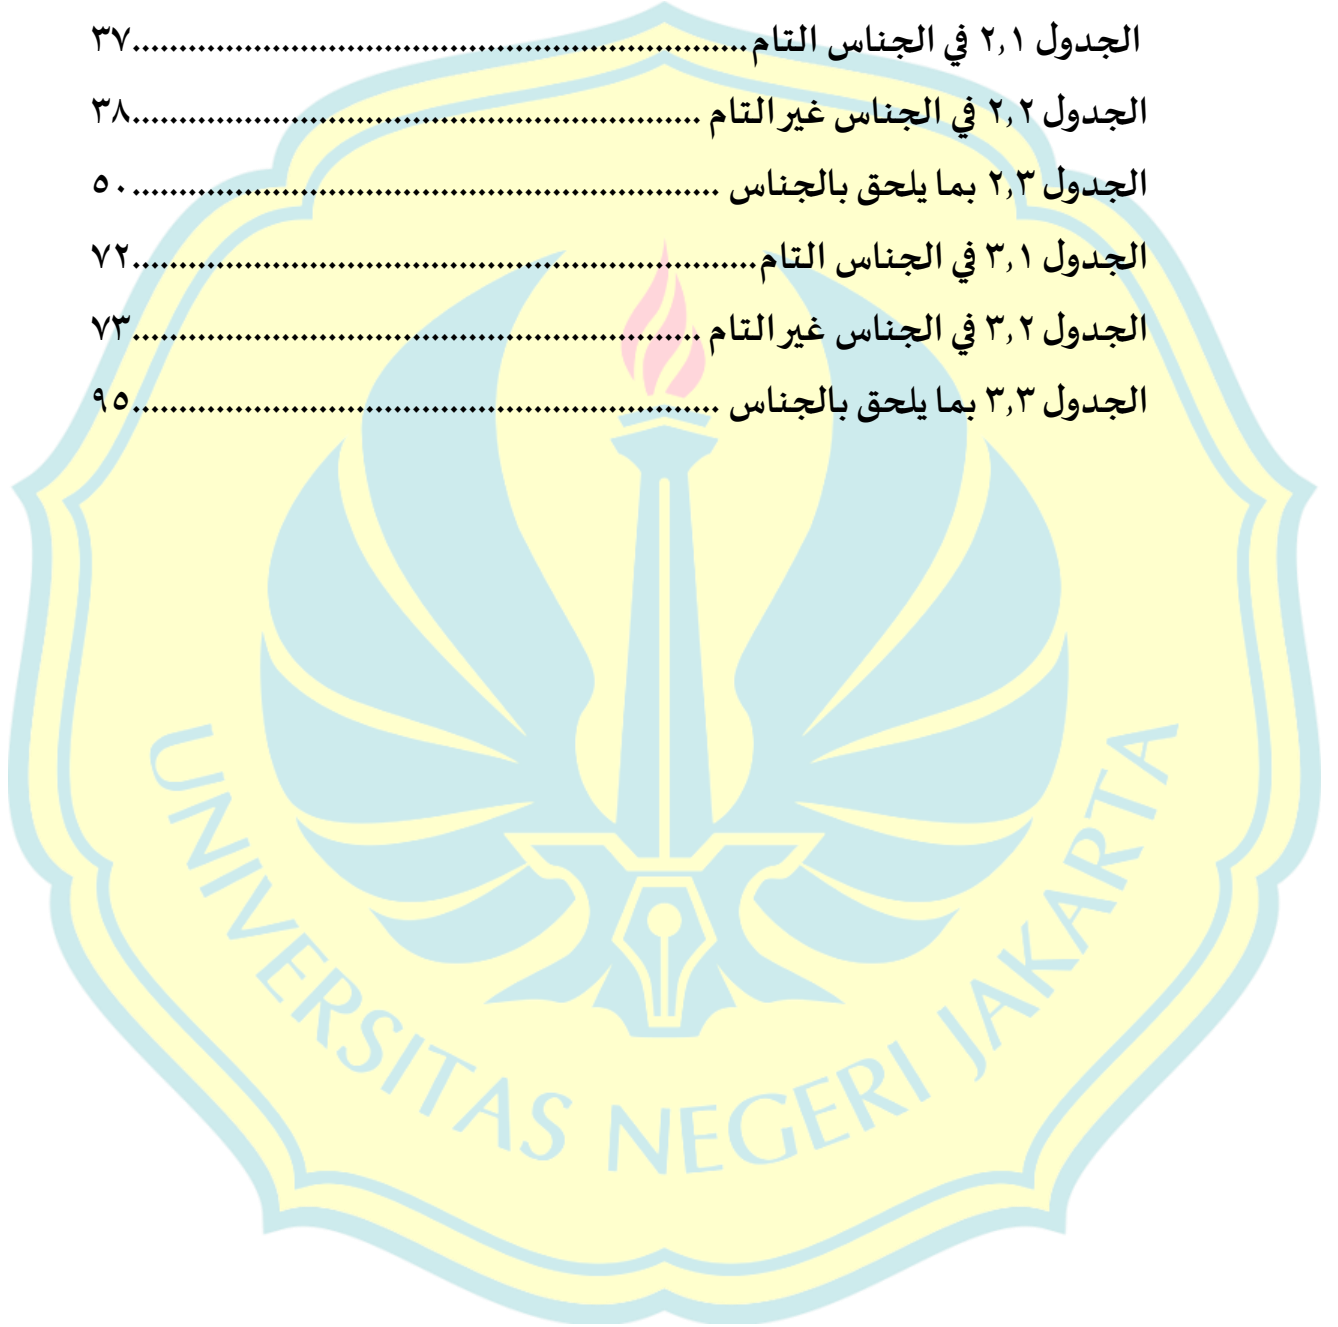 الجدول ٢,١ في الجناس التام..................................................................٣٧
الجدول ٢,٢ في الجناس غير التام .............................................................٣٨
الجدول ٢,٣ بما يلحق بالجناس ...............................................................٥٠
الجدول ٣,١ في الجناس التام...................................................................٧٢
الجدول ٣,٢ في الجناس غير التام .............................................................٧٣
الجدول ٣,٣ بما يلحق بالجناس ...............................................................٩٥
UNIVERSITAS NEGERI JAKARTA